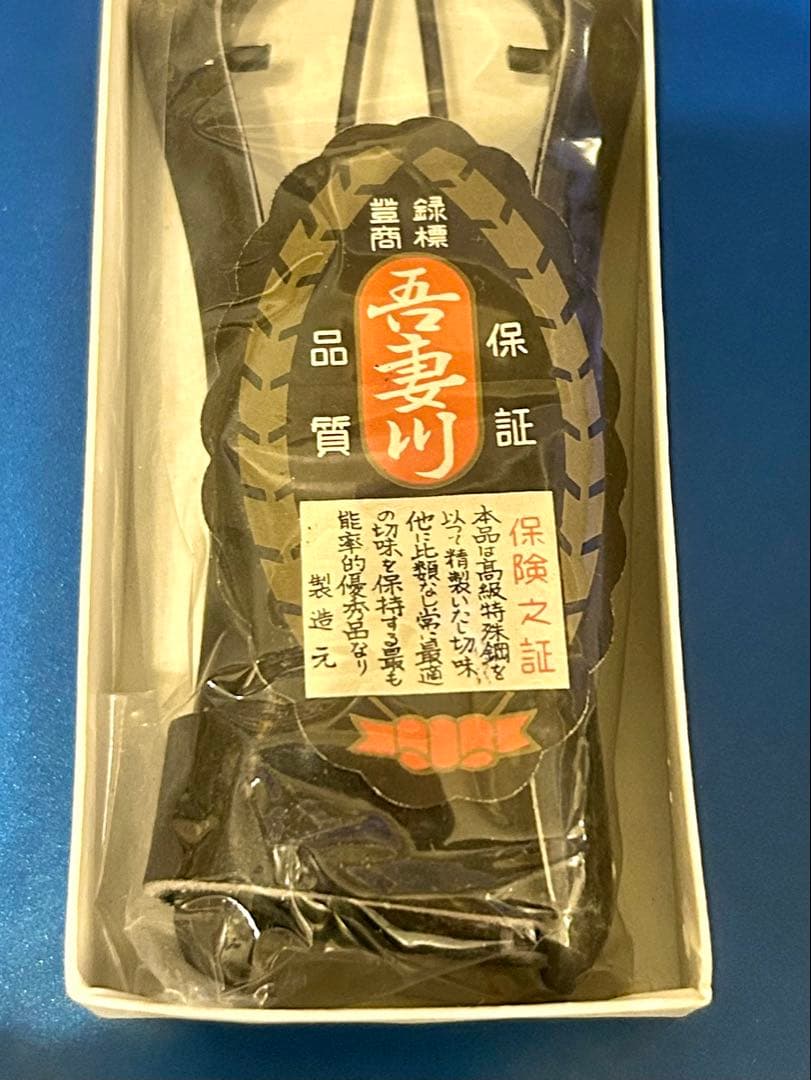 登録
商標
吾妻川
品質
保証
保険之証
本品は高級特殊鋼を
以つて精製いたし切味
他に比類なし常に最適
の切味を保持する最も
能率的優秀品なり
製造元